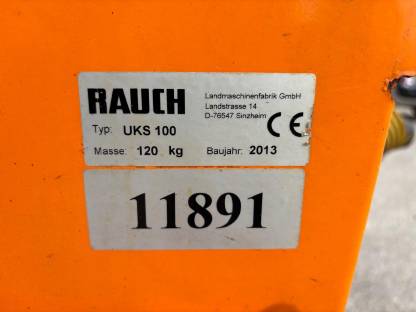 RAUCH
Landmaschinenfabrik GmbH
Landstrasse 14
D-76547 Sinzheim
CE
Typ: UKS 100
Masse: 120 kg Baujahr: 2013
11891